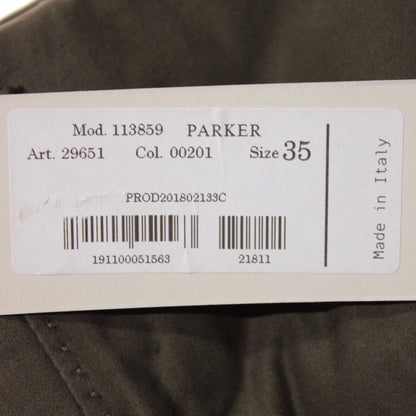 Mod. 113859 PARKER
Art. 29651 Col. 00201 Size 35
PROD201802133C
191100051563 21811
Made in Italy